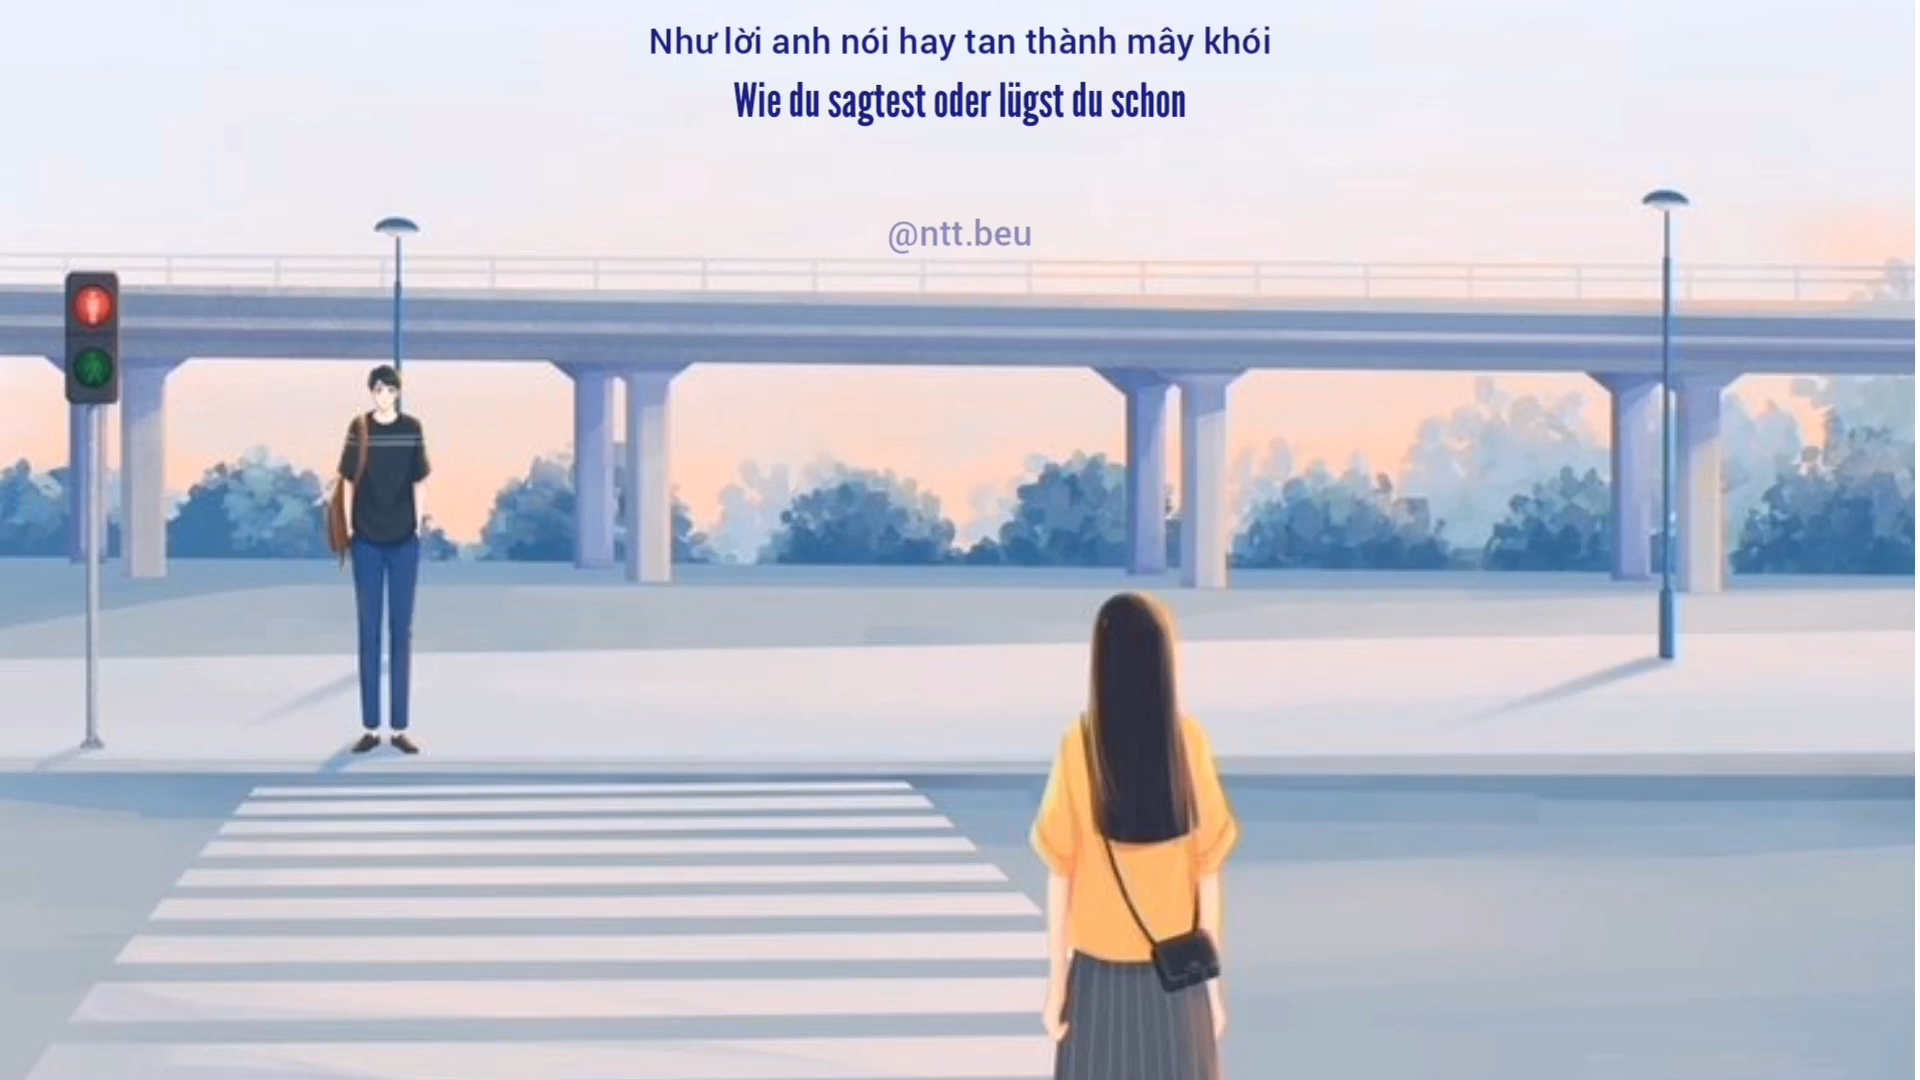 Như lời anh nói hay tan thành mây khói
Wie du sagtest oder lügst du schon
@ntt.beu